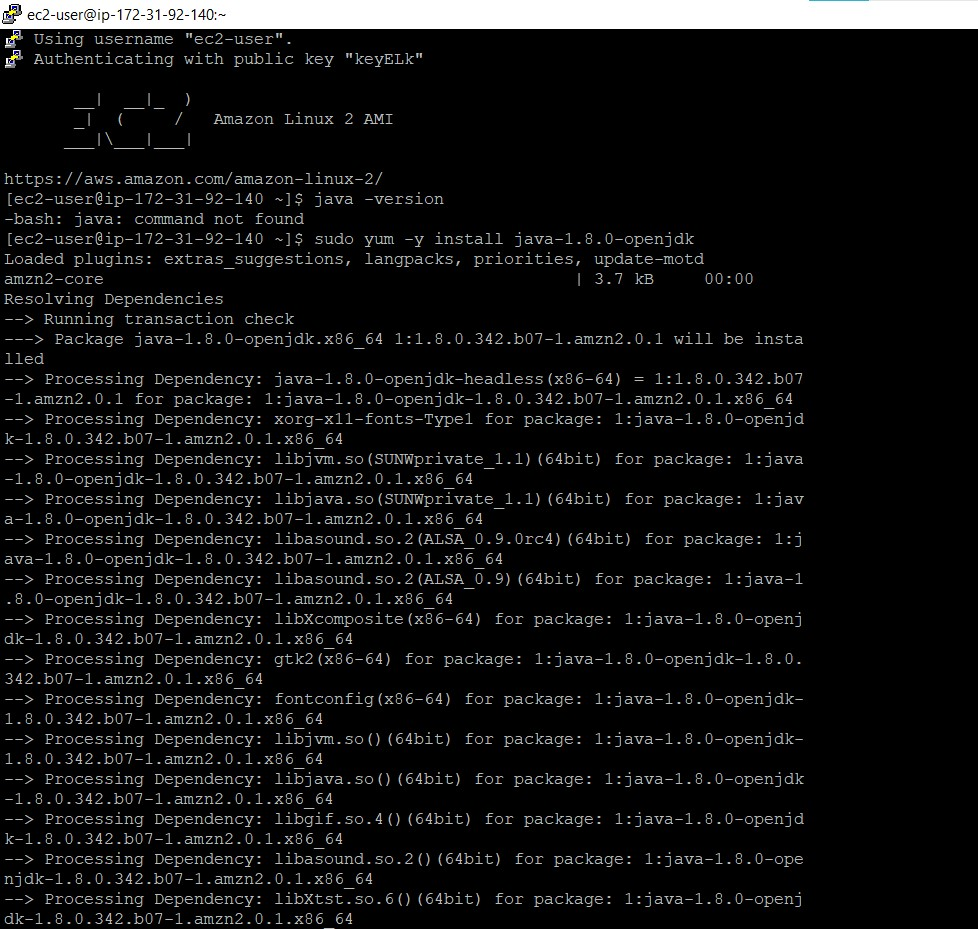 ec2-user@ip-172-31-92-140:~
Using username "ec2-user".
Authenticating with public key "keyELk"
__|  __|_  )
_|  (     /   Amazon Linux 2 AMI
___|\___|___|
https://aws.amazon.com/amazon-linux-2/
[ec2-user@ip-172-31-92-140 ~]$ java -version
-bash: java: command not found
[ec2-user@ip-172-31-92-140 ~]$ sudo yum -y install java-1.8.0-openjdk
Loaded plugins: extras_suggestions, langpacks, priorities, update-motd
amzn2-core                                               | 3.7 kB     00:00
Resolving Dependencies
--> Running transaction check
---> Package java-1.8.0-openjdk.x86_64 1:1.8.0.342.b07-1.amzn2.0.1 will be insta
lled
--> Processing Dependency: java-1.8.0-openjdk-headless(x86-64) = 1:1.8.0.342.b07
-1.amzn2.0.1 for package: 1:java-1.8.0-openjdk-1.8.0.342.b07-1.amzn2.0.1.x86_64
--> Processing Dependency: xorg-x11-fonts-Type1 for package: 1:java-1.8.0-openjd
k-1.8.0.342.b07-1.amzn2.0.1.x86_64
--> Processing Dependency: libjvm.so(SUNWprivate_1.1)(64bit) for package: 1:java
-1.8.0-openjdk-1.8.0.342.b07-1.amzn2.0.1.x86_64
--> Processing Dependency: libjava.so(SUNWprivate_1.1)(64bit) for package: 1:jav
a-1.8.0-openjdk-1.8.0.342.b07-1.amzn2.0.1.x86_64
--> Processing Dependency: libasound.so.2(ALSA_0.9.0rc4)(64bit) for package: 1:j
ava-1.8.0-openjdk-1.8.0.342.b07-1.amzn2.0.1.x86_64
--> Processing Dependency: libasound.so.2(ALSA_0.9)(64bit) for package: 1:java-1
.8.0-openjdk-1.8.0.342.b07-1.amzn2.0.1.x86_64
--> Processing Dependency: libXcomposite(x86-64) for package: 1:java-1.8.0-openj
dk-1.8.0.342.b07-1.amzn2.0.1.x86_64
--> Processing Dependency: gtk2(x86-64) for package: 1:java-1.8.0-openjdk-1.8.0.
342.b07-1.amzn2.0.1.x86_64
--> Processing Dependency: fontconfig(x86-64) for package: 1:java-1.8.0-openjdk-
1.8.0.342.b07-1.amzn2.0.1.x86_64
--> Processing Dependency: libjvm.so()(64bit) for package: 1:java-1.8.0-openjdk-
1.8.0.342.b07-1.amzn2.0.1.x86_64
--> Processing Dependency: libjava.so()(64bit) for package: 1:java-1.8.0-openjdk
-1.8.0.342.b07-1.amzn2.0.1.x86_64
--> Processing Dependency: libgif.so.4()(64bit) for package: 1:java-1.8.0-openjd
k-1.8.0.342.b07-1.amzn2.0.1.x86_64
--> Processing Dependency: libasound.so.2()(64bit) for package: 1:java-1.8.0-ope
njdk-1.8.0.342.b07-1.amzn2.0.1.x86_64
--> Processing Dependency: libXtst.so.6()(64bit) for package: 1:java-1.8.0-openj
dk-1.8.0.342.b07-1.amzn2.0.1.x86_64